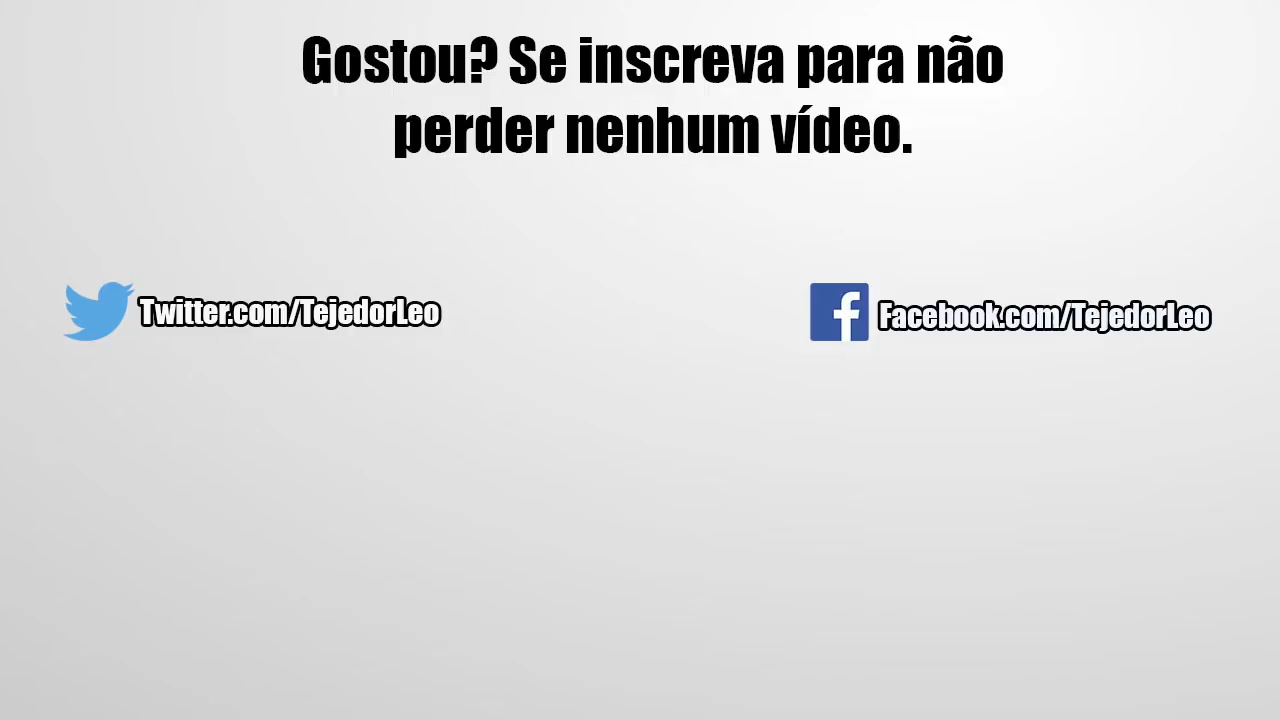 Gostou? Se inscreva para não
perder nenhum vídeo.
Twitter.com/TejedorLeo
Facebook.com/TejedorLeo